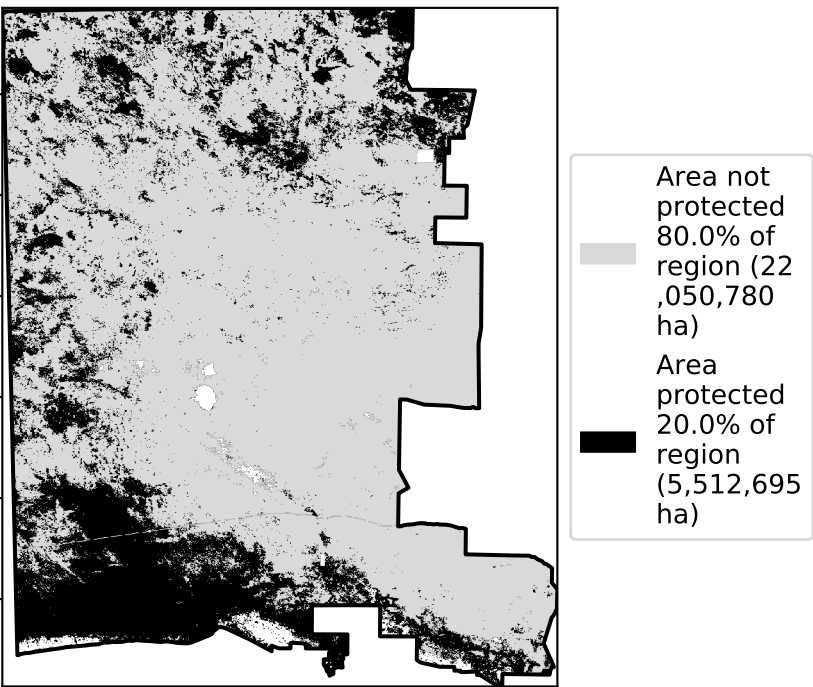 Area not
protected
80.0% of
region (22
,050,780
ha)
Area
protected
20.0% of
region
(5,512,695
ha)